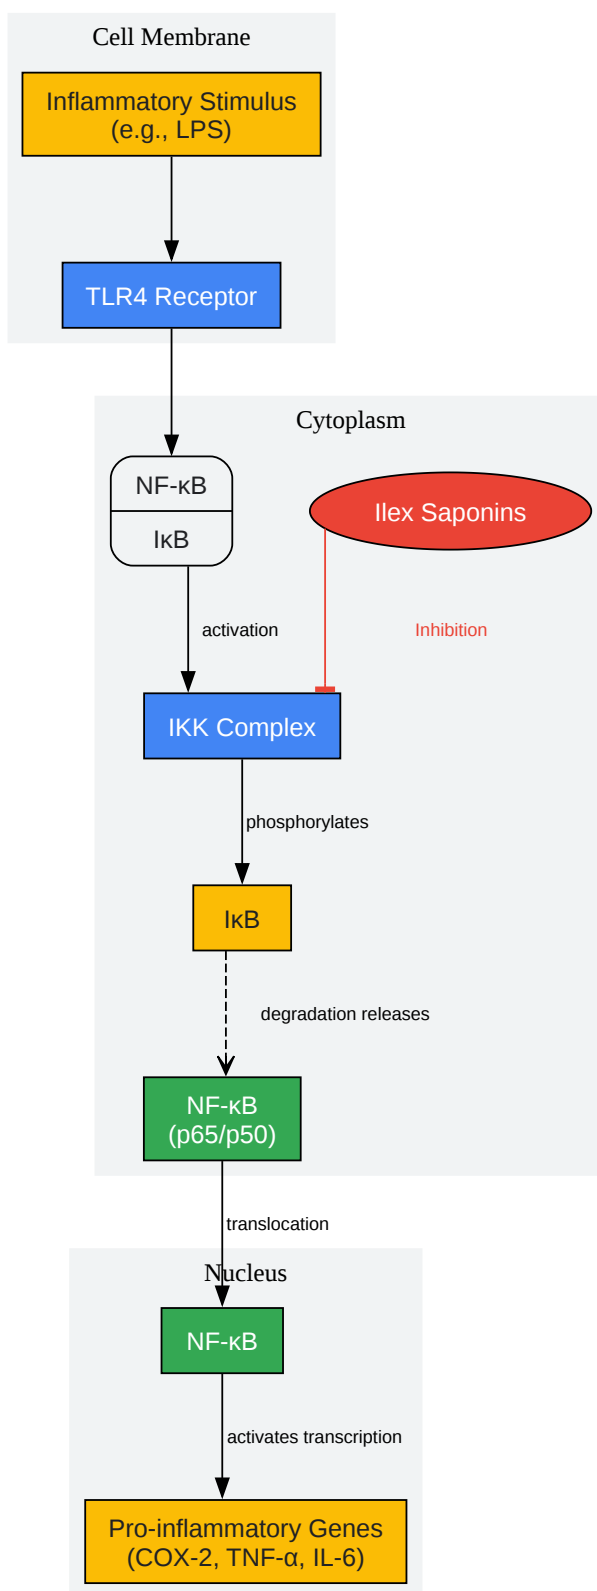 Cell Membrane
Inflammatory Stimulus
(e.g., LPS)
TLR4 Receptor
Cytoplasm
NF-κB
IκB
Ilex Saponins
activation
Inhibition
IKK Complex
phosphorylates
IκB
degradation releases
NF-κB
(p65/p50)
translocation
Nucleus
NF-κB
activates transcription
Pro-inflammatory Genes
(COX-2, TNF-α, IL-6)